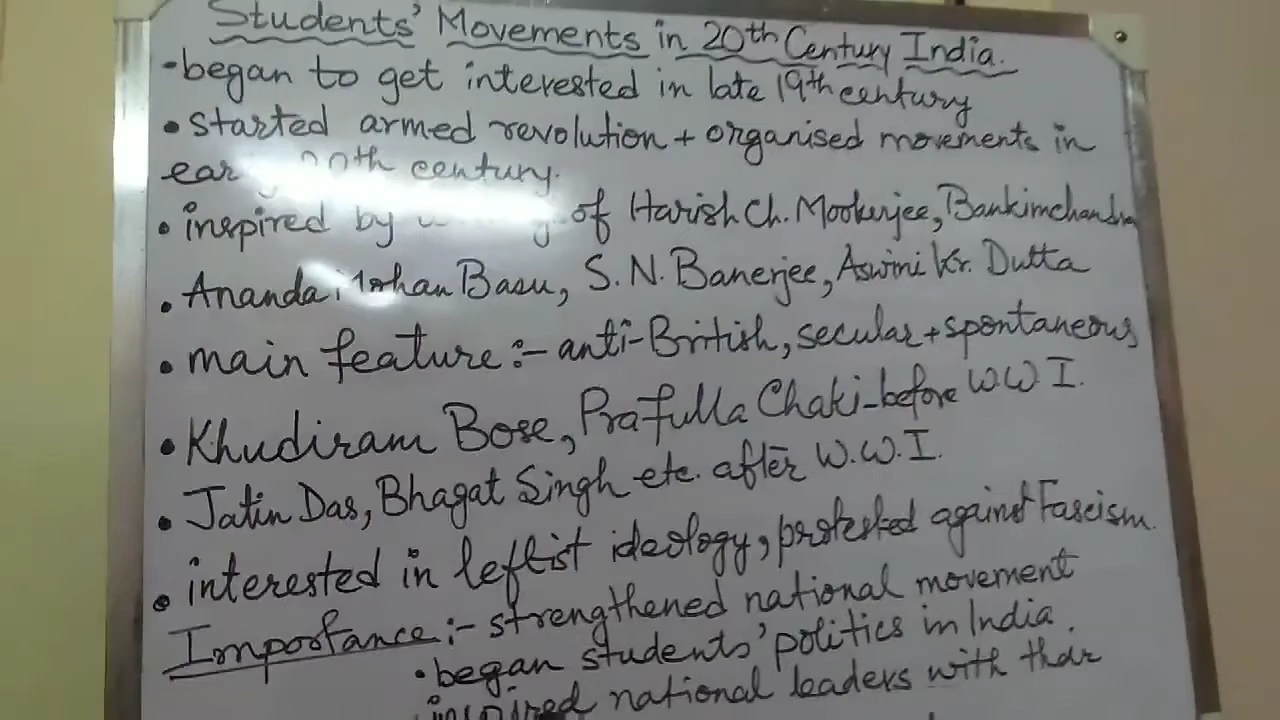 Students' Movements in 20th Century India.
-began to get interested in late 19th century
• started armed revolution + organised movements in
century.
• inspired by of Harish Ch. Mookerjee, Bankimchandra
• Ananda Mohan Basu, S.N. Banerjee, Aswini Kr. Dutta
• main feature :- anti-British, secular + spontaneous
• Khudiram Bose, Prafulla Chaki-before W W I.
• Jatin Das, Bhagat Singh etc. after W.W.I.
• interested in leftist ideology, protested against Fascism.
Importance :- strengthened national movement
• began students' politics in India.
inspired national leaders with their